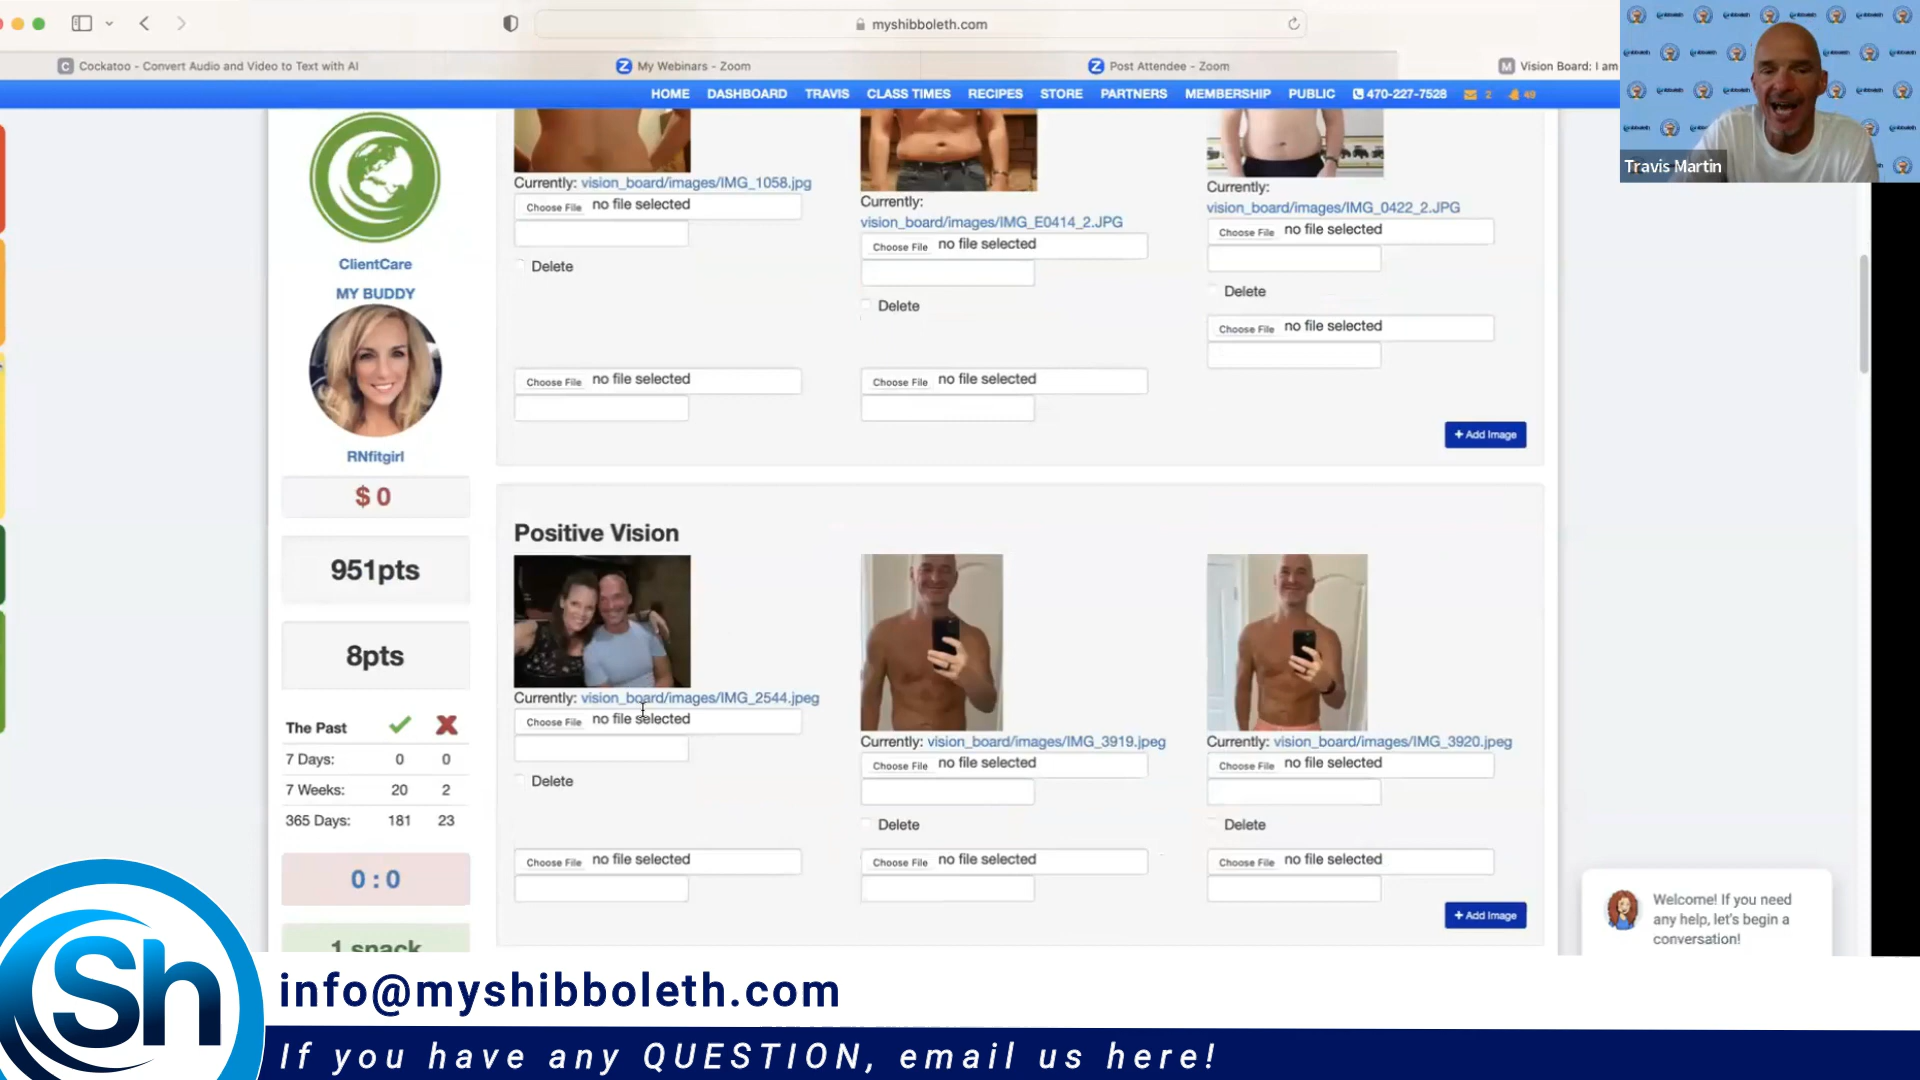 myshibboleth.com
C Cockatoo - Convert Audio and Video to Text with AI
Z My Webinars - Zoom
Z Post Attendee - Zoom
M Vision Board: I am
HOME DASHBOARD TRAVIS CLASS TIMES RECIPES STORE PARTNERS MEMBERSHIP PUBLIC 470-227-7528 2 49
Travis Martin
ClientCare
MY BUDDY
RNfitgirl
$ 0
951pts
8pts
The Past
7 Days: 0 0
7 Weeks: 20 2
365 Days: 181 23
0 : 0
1 snack
Currently: vision_board/images/IMG_1058.jpg
Choose File no file selected
Delete
Choose File no file selected
Currently:
vision_board/images/IMG_E0414_2.JPG
Choose File no file selected
Delete
Choose File no file selected
Currently:
vision_board/images/IMG_0422_2.JPG
Choose File no file selected
Delete
Choose File no file selected
+ Add Image
Positive Vision
Currently: vision_board/images/IMG_2544.jpeg
Choose File no file selected
Delete
Choose File no file selected
Currently: vision_board/images/IMG_3919.jpeg
Choose File no file selected
Delete
Choose File no file selected
Currently: vision_board/images/IMG_3920.jpeg
Choose File no file selected
Delete
Choose File no file selected
+ Add Image
Welcome! If you need
any help, let's begin a
conversation!
Sh
info@myshibboleth.com
If you have any QUESTION, email us here!